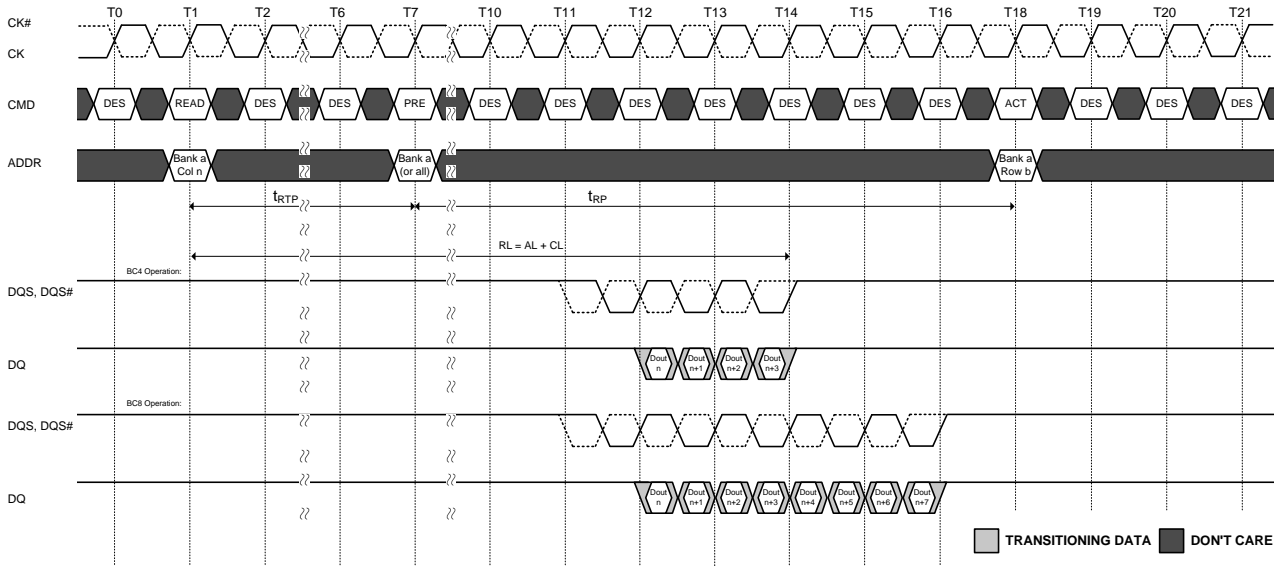 T0 T1 T2 T6 T7 T10 T11 T12 T13 T14 T15 T16 T18 T19 T20 T21
CK#
CK
CMD
DES READ DES DES PRE DES DES DES DES DES DES DES ACT DES DES DES
ADDR
Bank a
Col n
Bank a
(or all)
Bank a
Row b
tRTP
tRP
RL = AL + CL
BC4 Operation:
DQS, DQS#
DQ
Dout
n
Dout
n+1
Dout
n+2
Dout
n+3
BC8 Operation:
DQS, DQS#
DQ
Dout
n
Dout
n+1
Dout
n+2
Dout
n+3
Dout
n+4
Dout
n+5
Dout
n+6
Dout
n+7
TRANSITIONING DATA
DON'T CARE